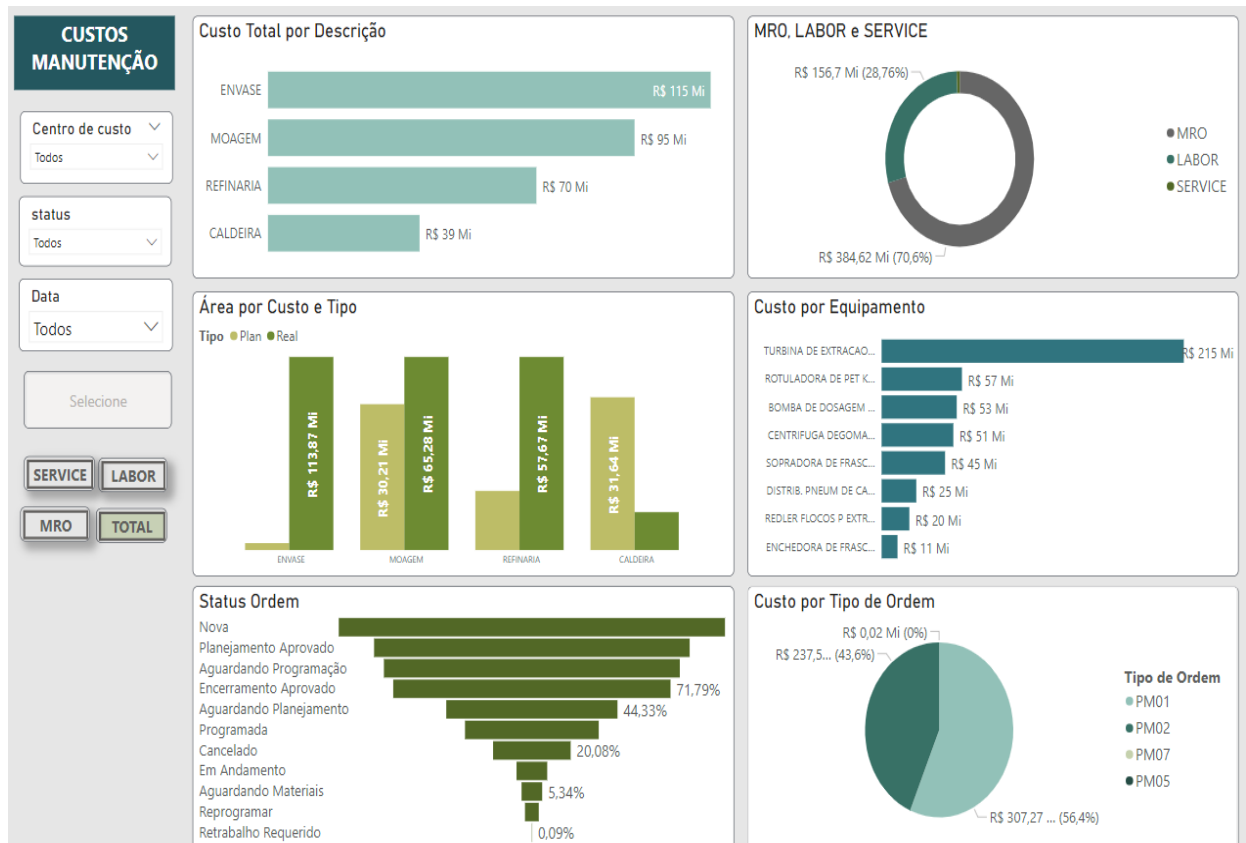 CUSTOS
MANUTENÇÃO
Centro de custo
Todos
status
Todos
Data
Todos
Selecione
SERVICE
LABOR
MRO
TOTAL
Custo Total por Descrição
ENVASE
R$ 115 Mi
MOAGEM
R$ 95 Mi
REFINARIA
R$ 70 Mi
CALDEIRA
R$ 39 Mi
MRO, LABOR e SERVICE
R$ 156,7 Mi (28,76%)
R$ 384,62 Mi (70,6%)
MRO
LABOR
SERVICE
Área por Custo e Tipo
Tipo Plan Real
R$ 113,87 Mi
R$ 30,21 Mi
R$ 65,28 Mi
R$ 57,67 Mi
R$ 31,64 Mi
ENVASE
MOAGEM
REFINARIA
CALDEIRA
Custo por Equipamento
TURBINA DE EXTRACAO...
R$ 215 Mi
ROTULADORA DE PET K...
R$ 57 Mi
BOMBA DE DOSAGEM ...
R$ 53 Mi
CENTRIFUGA DEGOMA...
R$ 51 Mi
SOPRADORA DE FRASC...
R$ 45 Mi
DISTRIB. PNEUM DE CA...
R$ 25 Mi
REDLER FLOCOS P EXTR...
R$ 20 Mi
ENCHEDORA DE FRASC...
R$ 11 Mi
Status Ordem
Nova
Planejamento Aprovado
Aguardando Programação
Encerramento Aprovado
71,79%
Aguardando Planejamento
44,33%
Programada
Cancelado
20,08%
Em Andamento
Aguardando Materiais
5,34%
Reprogramar
Retrabalho Requerido
0,09%
Custo por Tipo de Ordem
R$ 0,02 Mi (0%)
R$ 237,5... (43,6%)
R$ 307,27 ... (56,4%)
Tipo de Ordem
PM01
PM02
PM07
PM05